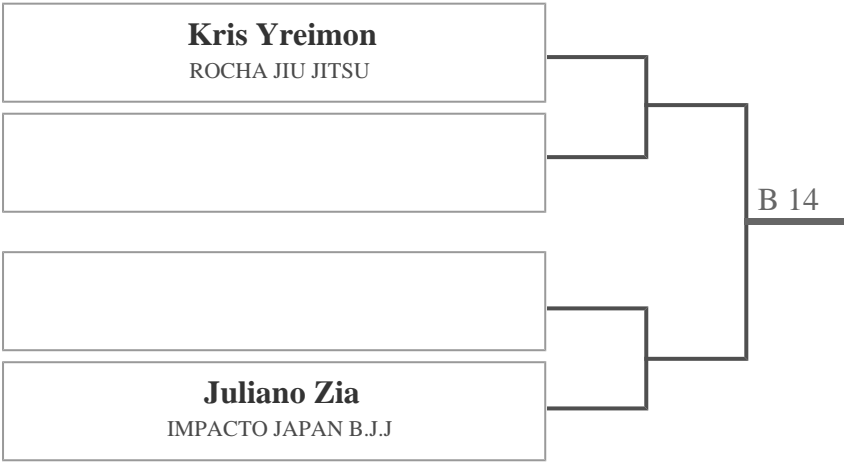 Kris Yreimon
ROCHA JIU JITSU
B 14
Juliano Zia
IMPACTO JAPAN B.J.J